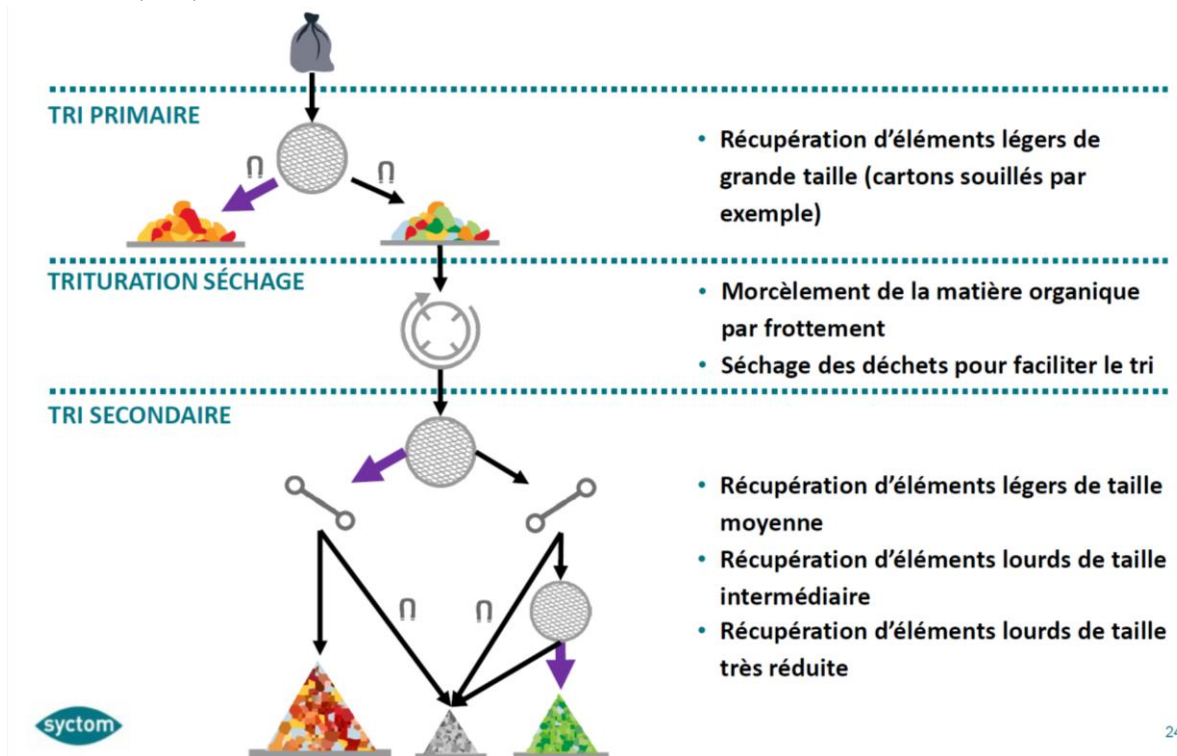 TRI PRIMAIRE
• Récupération d’éléments légers de
grande taille (cartons souillés par
exemple)
TRITURATION SÉCHAGE
• Morcèlement de la matière organique
par frottement
• Séchage des déchets pour faciliter le tri
TRI SECONDAIRE
• Récupération d’éléments légers de taille
moyenne
• Récupération d’éléments lourds de taille
intermédiaire
• Récupération d’éléments lourds de taille
très réduite
syctom